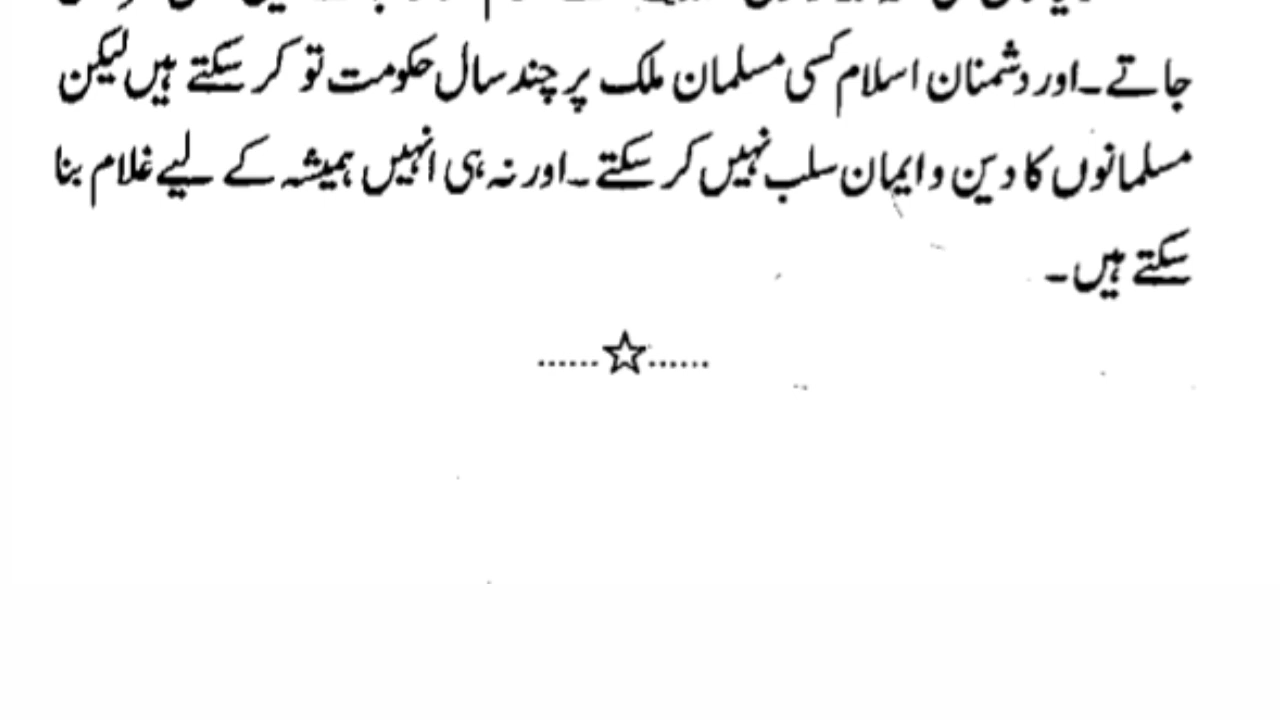 جاتے۔اور دشمنان اسلام کسی مسلمان ملک پر چند سال حکومت تو کر سکتے ہیں لیکن
مسلمانوں کا دین و ایمان سلب نہیں کر سکتے۔اور نہ ہی انہیں ہمیشہ کے لیے غلام بنا
سکتے ہیں۔
......☆......